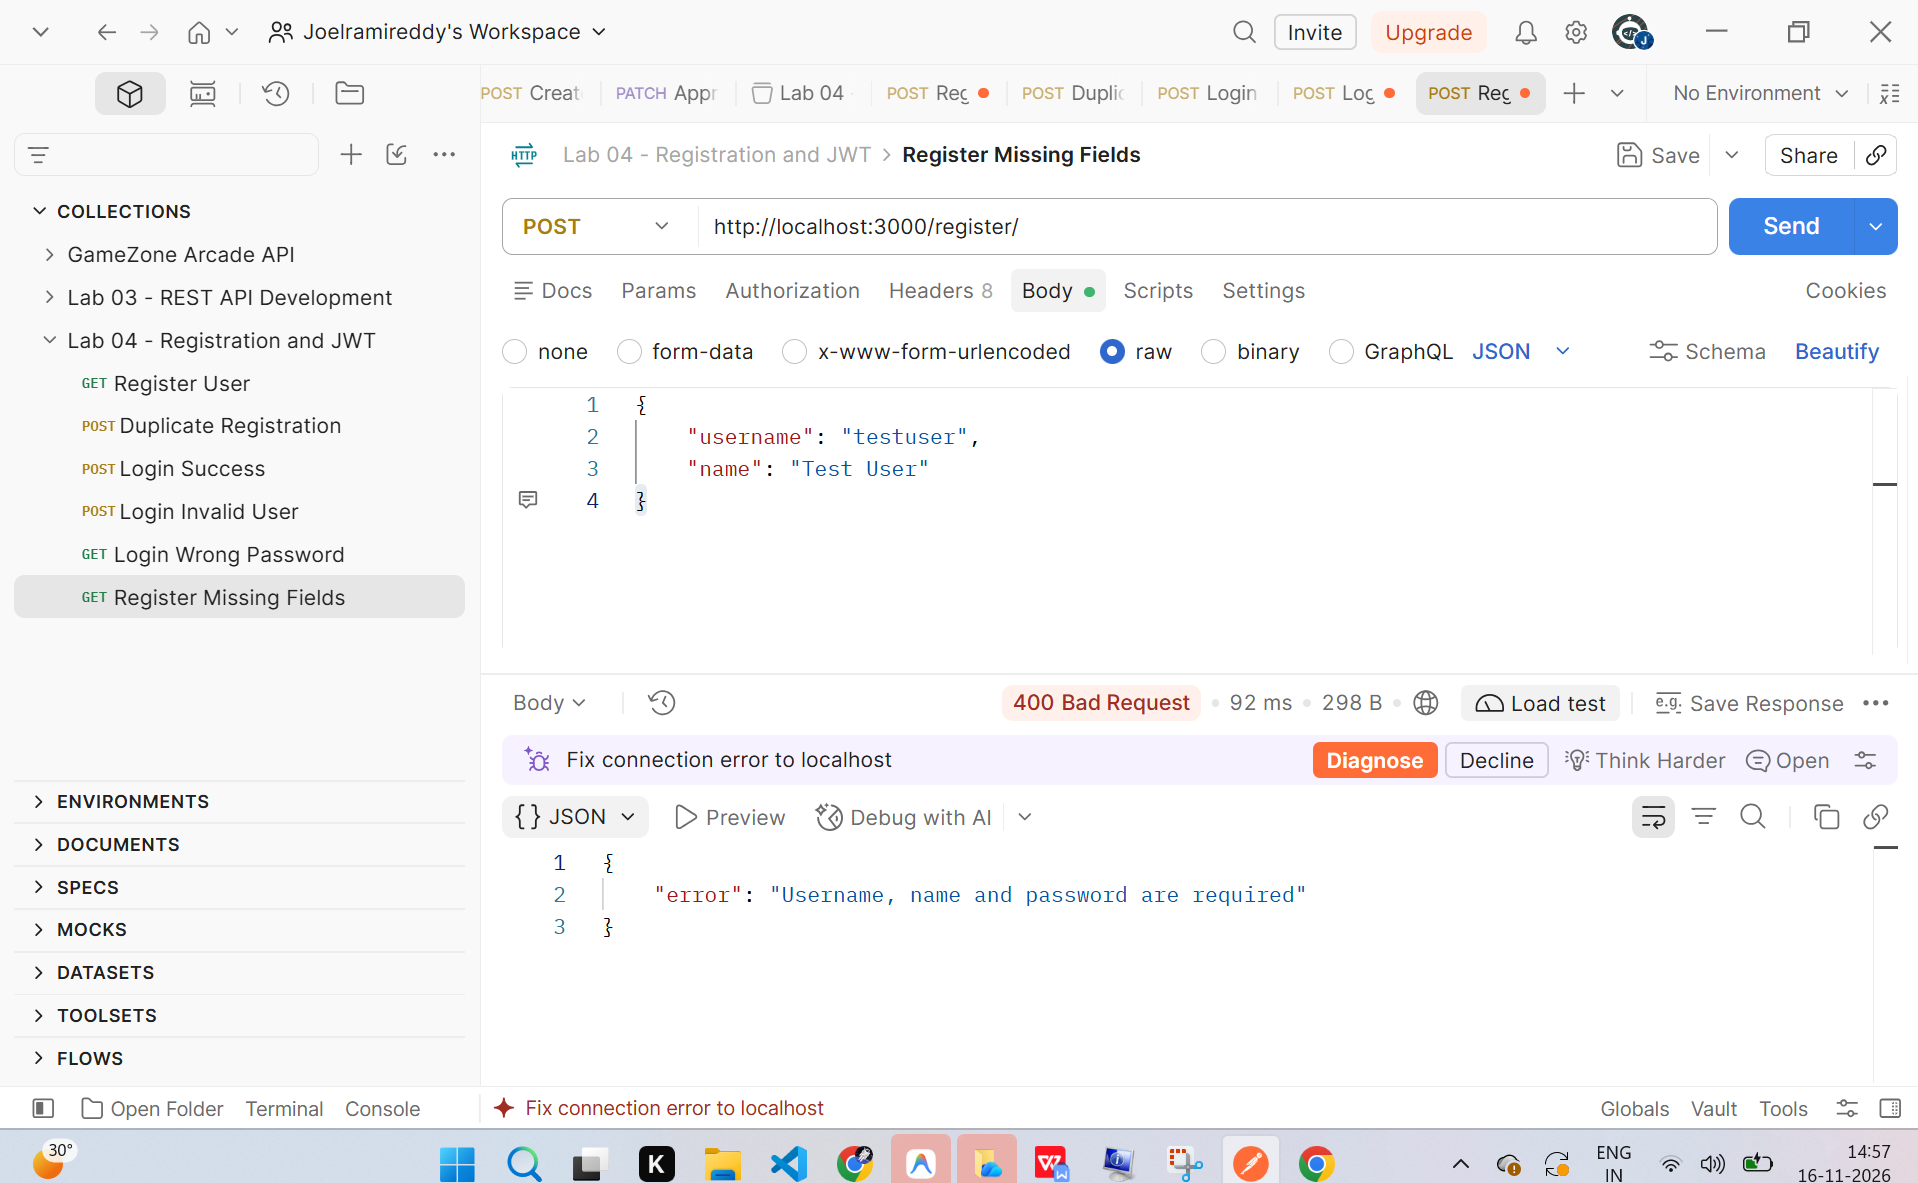 Joelramireddy's Workspace
Invite
Upgrade
J
POST Creat
PATCH Appr
Lab 04
POST Reg
POST Duplic
POST Login
POST Log
POST Reg
No Environment
HTTP
Lab 04 - Registration and JWT > Register Missing Fields
Save
Share
COLLECTIONS
GameZone Arcade API
Lab 03 - REST API Development
Lab 04 - Registration and JWT
GET Register User
POST Duplicate Registration
POST Login Success
POST Login Invalid User
GET Login Wrong Password
GET Register Missing Fields
ENVIRONMENTS
DOCUMENTS
SPECS
MOCKS
DATASETS
TOOLSETS
FLOWS
POST
http://localhost:3000/register/
Send
Docs
Params
Authorization
Headers 8
Body
Scripts
Settings
Cookies
none
form-data
x-www-form-urlencoded
raw
binary
GraphQL
JSON
Schema
Beautify
1 {
2 "username": "testuser",
3 "name": "Test User"
4 }
Body
400 Bad Request
92 ms
298 B
Load test
e.g. Save Response
Fix connection error to localhost
Diagnose
Decline
Think Harder
Open
{} JSON
Preview
Debug with AI
1 {
2 "error": "Username, name and password are required"
3 }
Open Folder
Terminal
Console
Fix connection error to localhost
Globals
Vault
Tools
30°
K
W
ENG
IN
14:57
16-11-2026